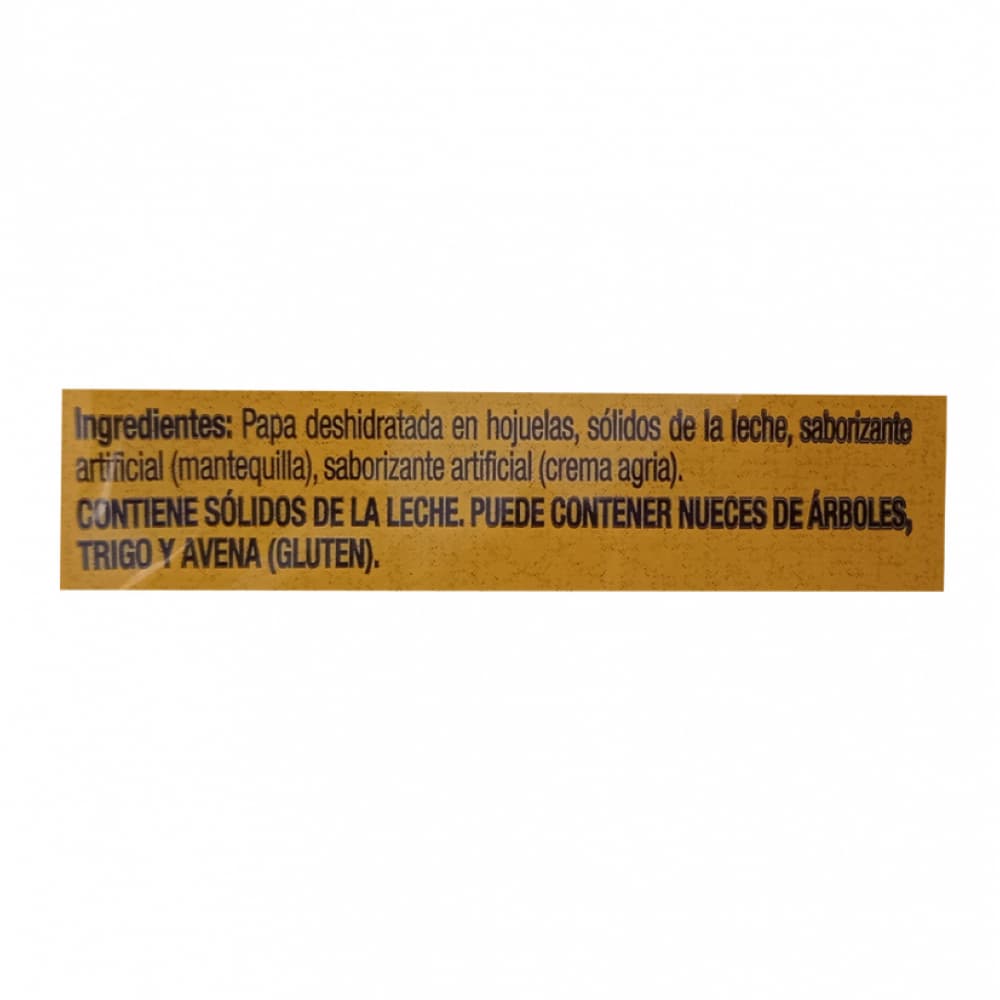 Ingredientes: Papa deshidratada en hojuelas, sólidos de la leche, saborizante
artificial (mantequilla), saborizante artificial (crema agria).
CONTIENE SÓLIDOS DE LA LECHE. PUEDE CONTENER NUECES DE ÁRBOLES,
TRIGO Y AVENA (GLUTEN).